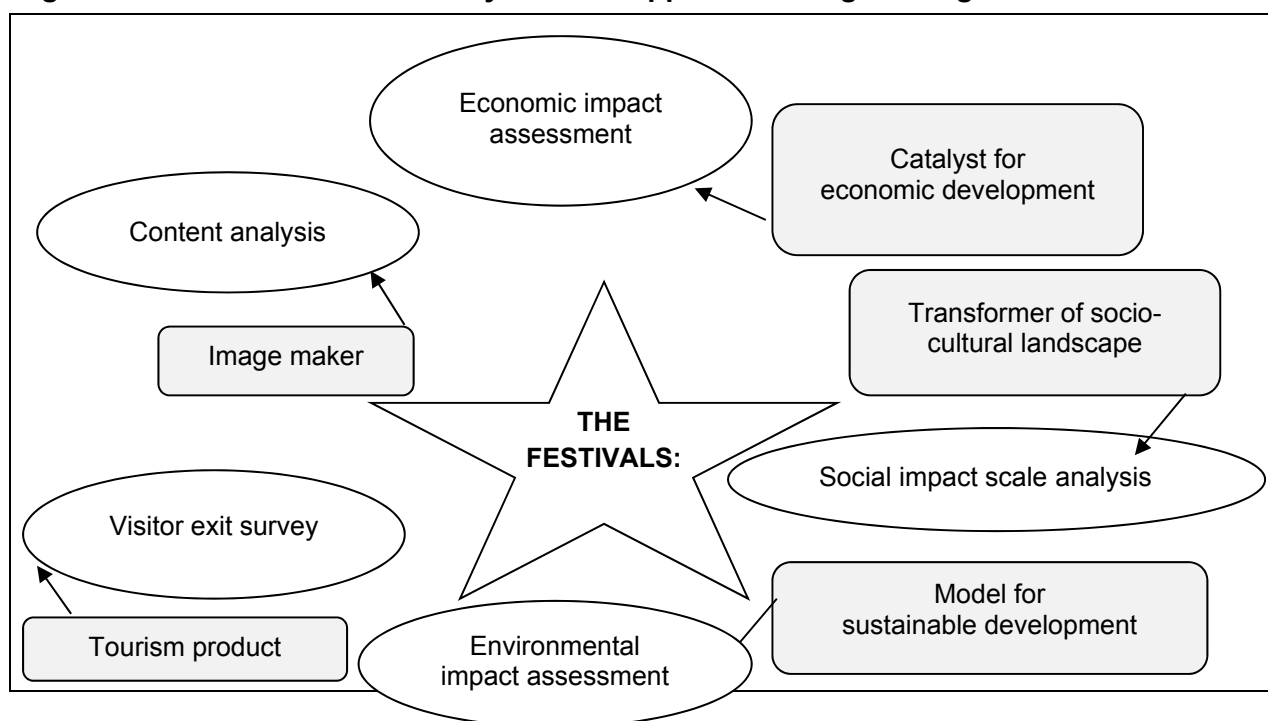 Economic impact
assessment
Catalyst for
economic development
Content analysis
Transformer of socio-
cultural landscape
Image maker
THE
FESTIVALS:
Social impact scale analysis
Visitor exit survey
Model for
sustainable development
Tourism product
Environmental
impact assessment